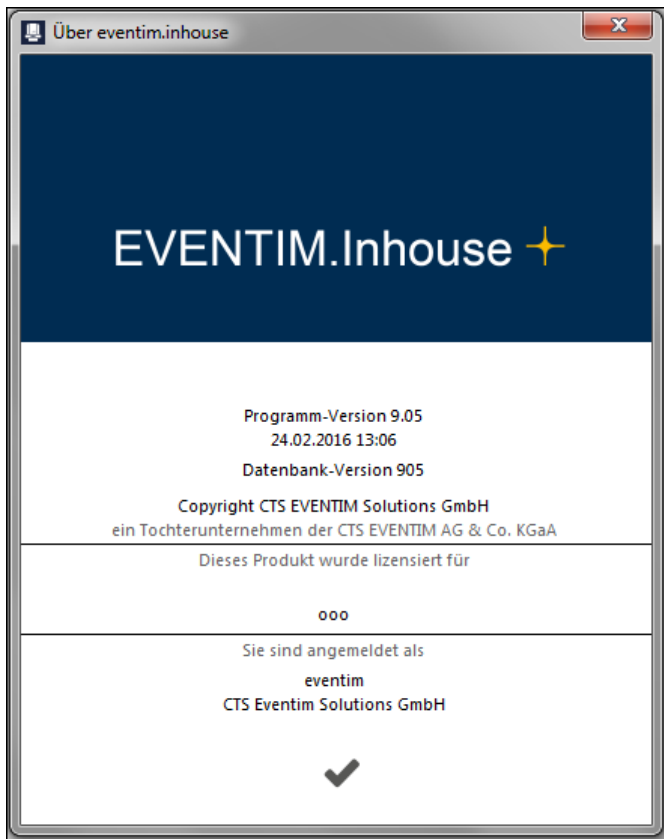 Über eventim.inhouse
EVENTIM.Inhouse
Programm-Version 9.05
24.02.2016 13:06
Datenbank-Version 905
Copyright CTS EVENTIM Solutions GmbH
ein Tochterunternehmen der CTS EVENTIM AG & Co. KGaA
Dieses Produkt wurde lizensiert für
ooo
Sie sind angemeldet als
eventim
CTS Eventim Solutions GmbH